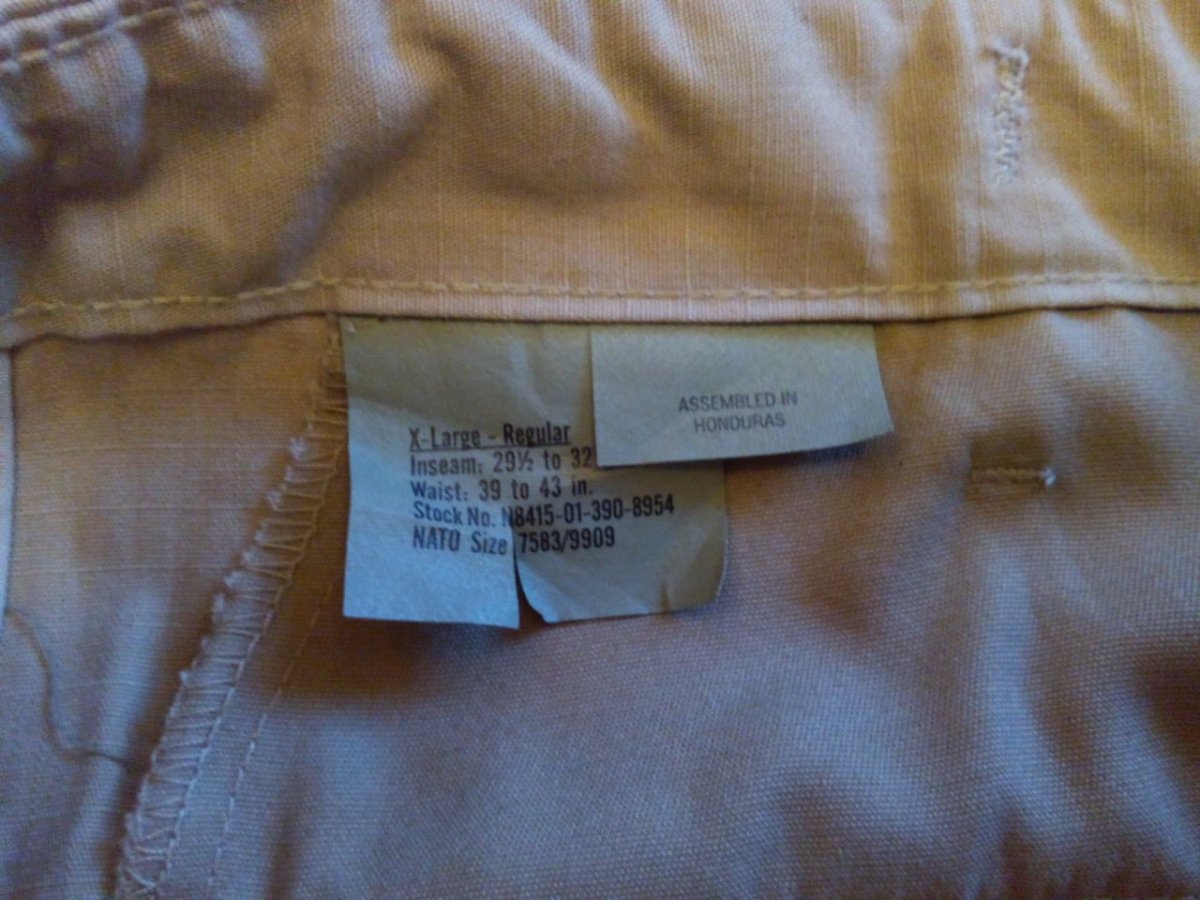 X-Large - Regular
Inseam: 29½ to 32
Waist: 39 to 43 in.
Stock No. N8415-01-390-8954
NATO Size 7583/9909
ASSEMBLED IN
HONDURAS